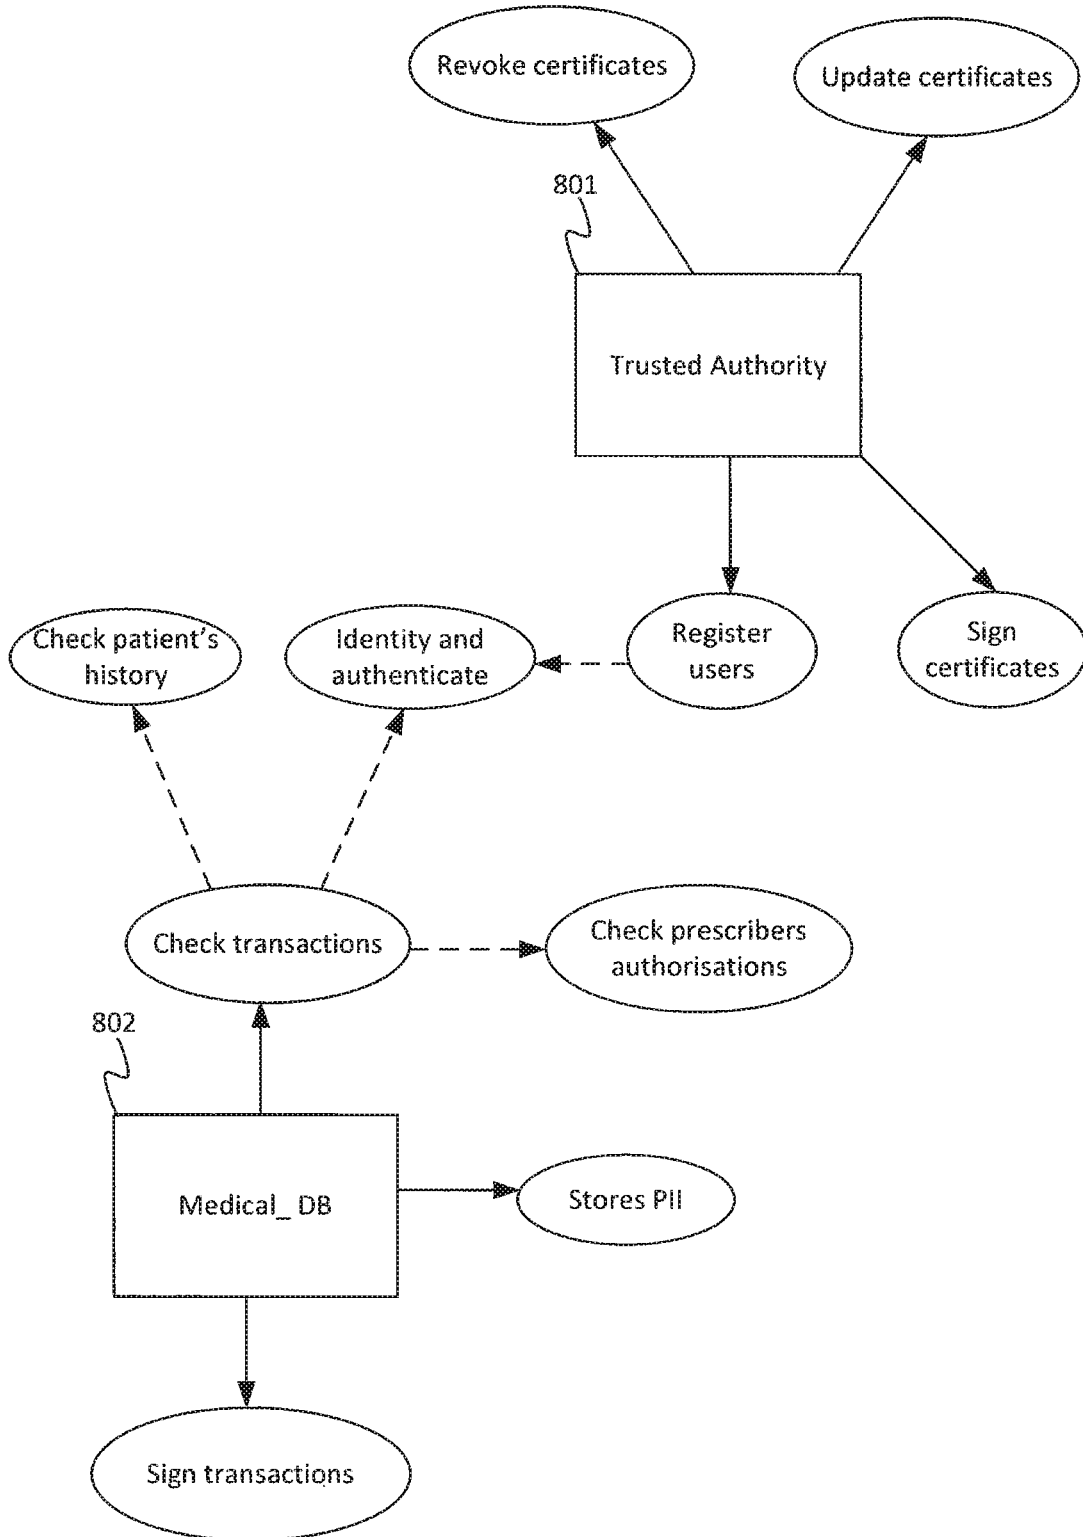 Revoke certificates
Update certificates
801
Trusted Authority
Check patient's
history
Identity and
authenticate
Register
users
Sign
certificates
Check transactions
Check prescribers
authorisations
802
Medical_ DB
Stores PII
Sign transactions